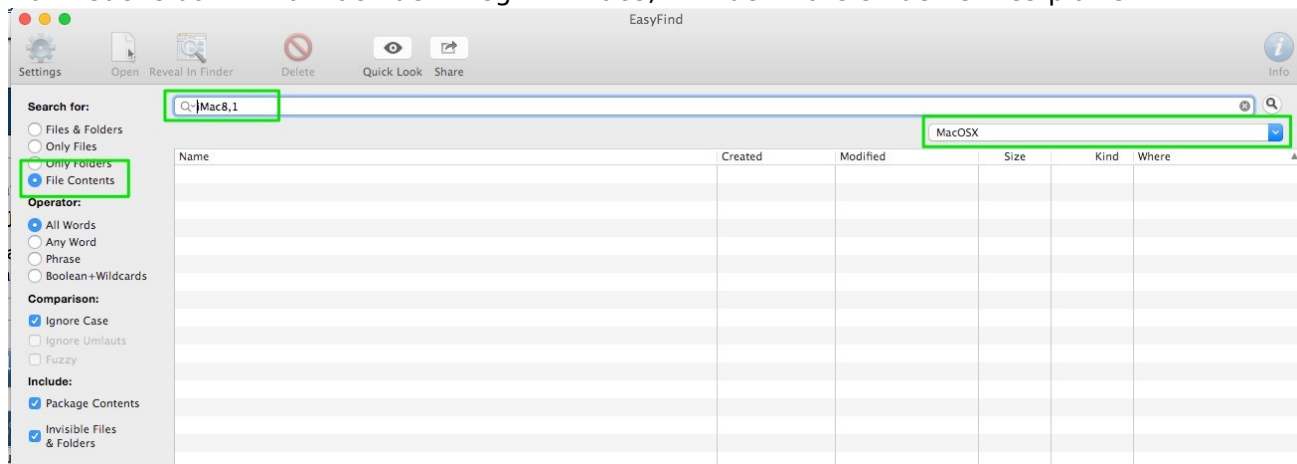 EasyFind
Settings Open Reveal In Finder Delete Quick Look Share Info
Search for:
iMac8,1
Files & Folders
MacOSX
Only Files
Only Folders
Name Created Modified Size Kind Where
File Contents
Operator:
All Words
Any Word
Phrase
Boolean+Wildcards
Comparison:
Ignore Case
Ignore Umlauts
Fuzzy
Include:
Package Contents
Invisible Files
& Folders